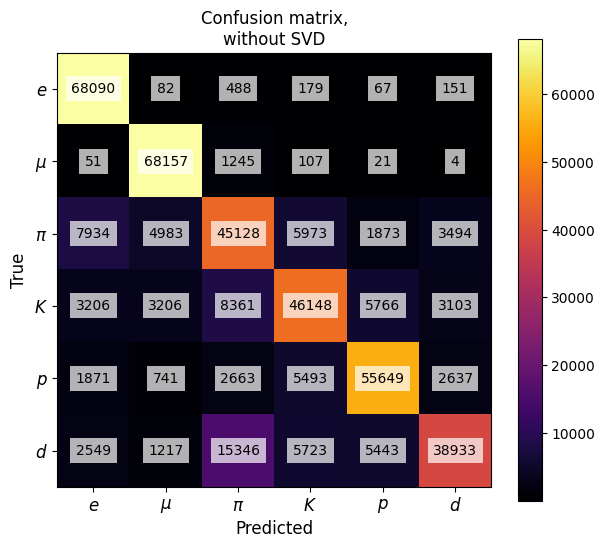 Confusion matrix,
without SVD
e 68090 82 488 179 67 151
μ 51 68157 1245 107 21 4
π 7934 4983 45128 5973 1873 3494
K 3206 3206 8361 46148 5766 3103
p 1871 741 2663 5493 55649 2637
d 2549 1217 15346 5723 5443 38933
e μ π K p d
True
Predicted
60000
50000
40000
30000
20000
10000